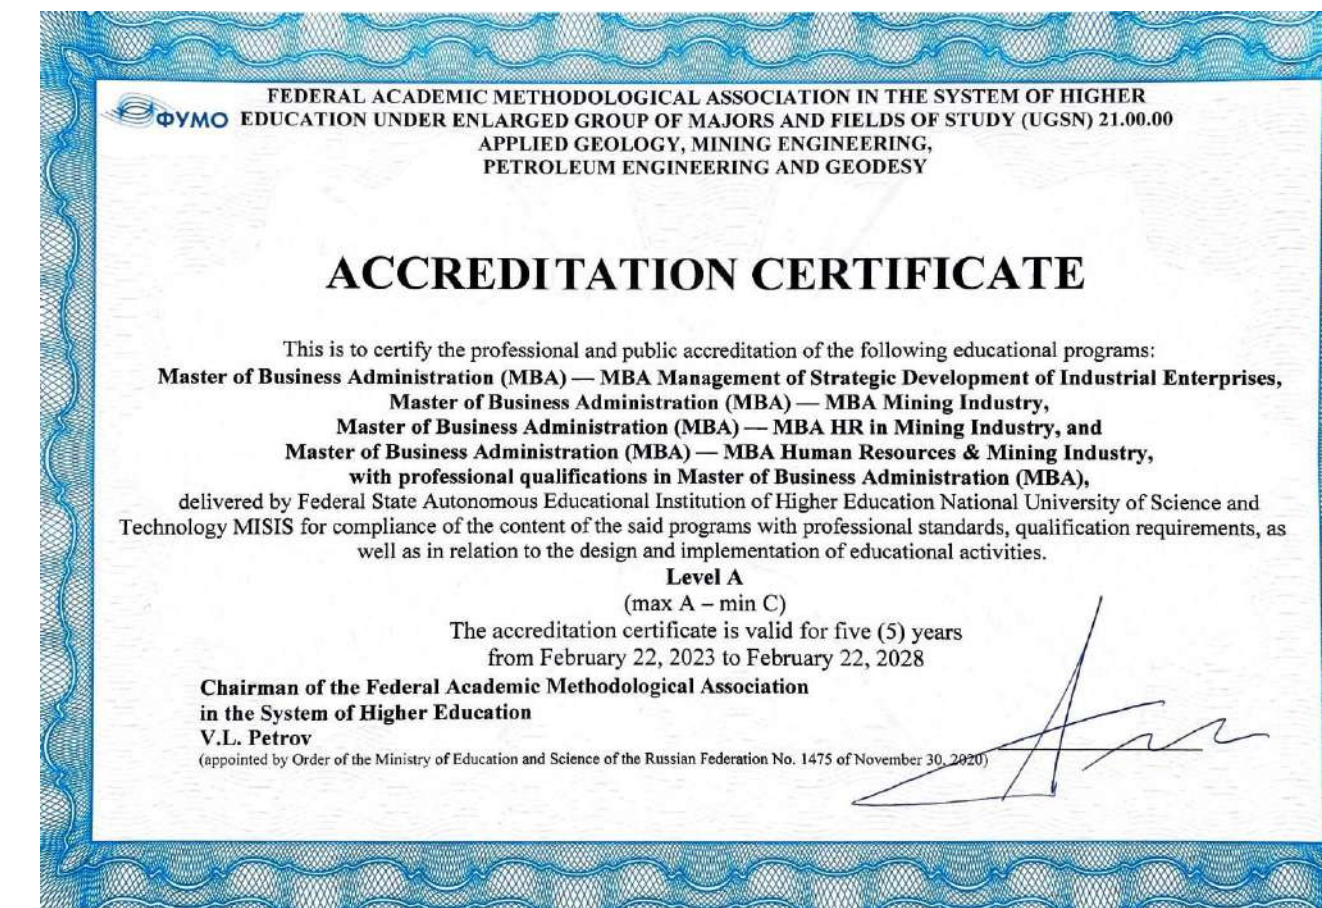 FEDERAL ACADEMIC METHODOLOGICAL ASSOCIATION IN THE SYSTEM OF HIGHER
ФУМО EDUCATION UNDER ENLARGED GROUP OF MAJORS AND FIELDS OF STUDY (UGSN) 21.00.00
APPLIED GEOLOGY, MINING ENGINEERING,
PETROLEUM ENGINEERING AND GEODESY
ACCREDITATION CERTIFICATE
This is to certify the professional and public accreditation of the following educational programs:
Master of Business Administration (MBA) — MBA Management of Strategic Development of Industrial Enterprises,
Master of Business Administration (MBA) — MBA Mining Industry,
Master of Business Administration (MBA) — MBA HR in Mining Industry, and
Master of Business Administration (MBA) — MBA Human Resources & Mining Industry,
with professional qualifications in Master of Business Administration (MBA),
delivered by Federal State Autonomous Educational Institution of Higher Education National University of Science and
Technology MISIS for compliance of the content of the said programs with professional standards, qualification requirements, as
well as in relation to the design and implementation of educational activities.
Level A
(max A – min C)
The accreditation certificate is valid for five (5) years
from February 22, 2023 to February 22, 2028
Chairman of the Federal Academic Methodological Association
in the System of Higher Education
V.L. Petrov
(appointed by Order of the Ministry of Education and Science of the Russian Federation No. 1475 of November 30, 2020)